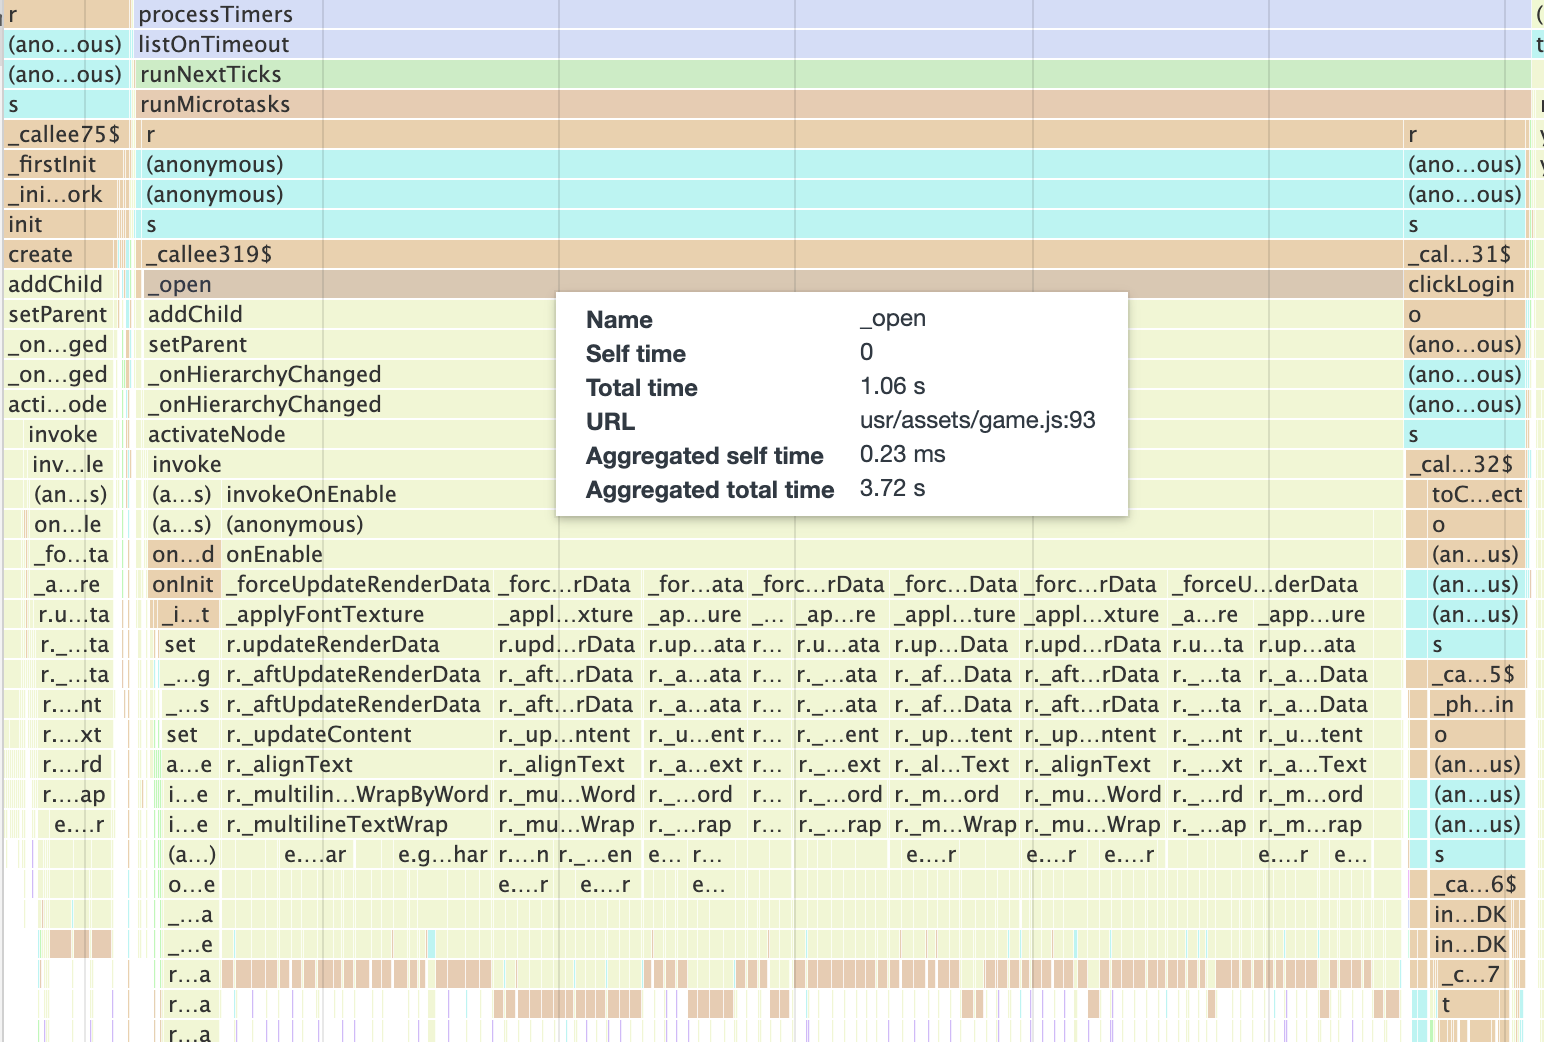 r processTimers (
(ano…ous) listOnTimeout t
(ano…ous) runNextTicks
s runMicrotasks
_callee75$ r r
_firstInit (anonymous) (ano…ous)
_ini…ork (anonymous) (ano…ous)
init s s
create _callee319$ _cal…31$
addChild _open clickLogin
setParent addChild o
_on…ged setParent (ano…ous)
_on…ged _onHierarchyChanged (ano…ous)
acti…ode _onHierarchyChanged (ano…ous)
invoke activateNode s
inv…le invoke _cal…32$
(an…s) (a…s) invokeOnEnable toC…ect
on…le (a…s) (anonymous) o
_fo…ta on…d onEnable (an…us)
_a…re onInit _forceUpdateRenderData _forc…rData _for…ata _forc…rData _forc…Data _forc…rData _forceU…derData (an…us)
r.u…ta _i…t _applyFontTexture _appl…xture _ap…ure _… _ap…re _appl…ture _appl…xture _a…re _app…ure (an…us)
r._…ta set r.updateRenderData r.upd…rData r.up…ata r… r.u…ata r.up…Data r.upd…rData r.u…ta r.up…ata s
r._…ta _…g r._aftUpdateRenderData r._aft…rData r._a…ata r… r._…ata r._af…Data r._aft…rData r._…ta r._a…Data _ca…5$
r.…nt _…s r._aftUpdateRenderData r._aft…rData r._a…ata r… r._…ata r._af…Data r._aft…rData r._…ta r._a…Data _ph…in
r.…xt set r._updateContent r._up…ntent r._u…ent r… r._…ent r._up…tent r._up…ntent r._…nt r._u…tent o
r.…rd a…e r._alignText r._alignText r._a…ext r… r._…ext r._al…Text r._alignText r._…xt r._a…Text (an…us)
r.…ap i…e r._multilin…WrapByWord r._mu…Word r._…ord r… r._…ord r._m…ord r._mu…Word r._…rd r._m…ord (an…us)
e.…r i…e r._multilineTextWrap r._mu…Wrap r._…rap r… r._…rap r._m…Wrap r._mu…Wrap r._…ap r._m…rap (an…us)
(a…) e.…ar e.g…har r.…n r._…en e… r… e.…r e.…r e.…r e.…r e… s
o…e e.…r e.…r e… _ca…6$
_…a in…DK
_…e in…DK
r…a _c…7
r…a t
r…a
Name _open
Self time 0
Total time 1.06 s
URL usr/assets/game.js:93
Aggregated self time 0.23 ms
Aggregated total time 3.72 s